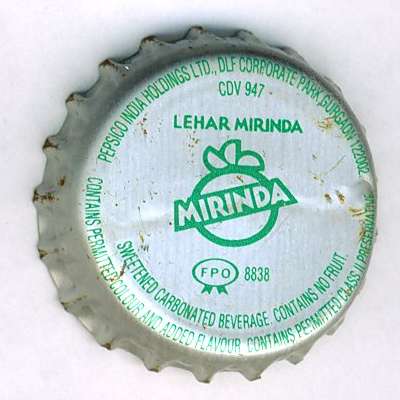 PEPSICO INDIA HOLDINGS LTD., DLF CORPORATE PARK, GURGAON 122002
CDV 947
LEHAR MIRINDA
MIRINDA
FPO 8838
SWEETENED CARBONATED BEVERAGE. CONTAINS NO FRUIT.
CONTAINS PERMITTED COLOUR AND ADDED FLAVOUR. CONTAINS PERMITTED CLASS II PRESERVATIVE